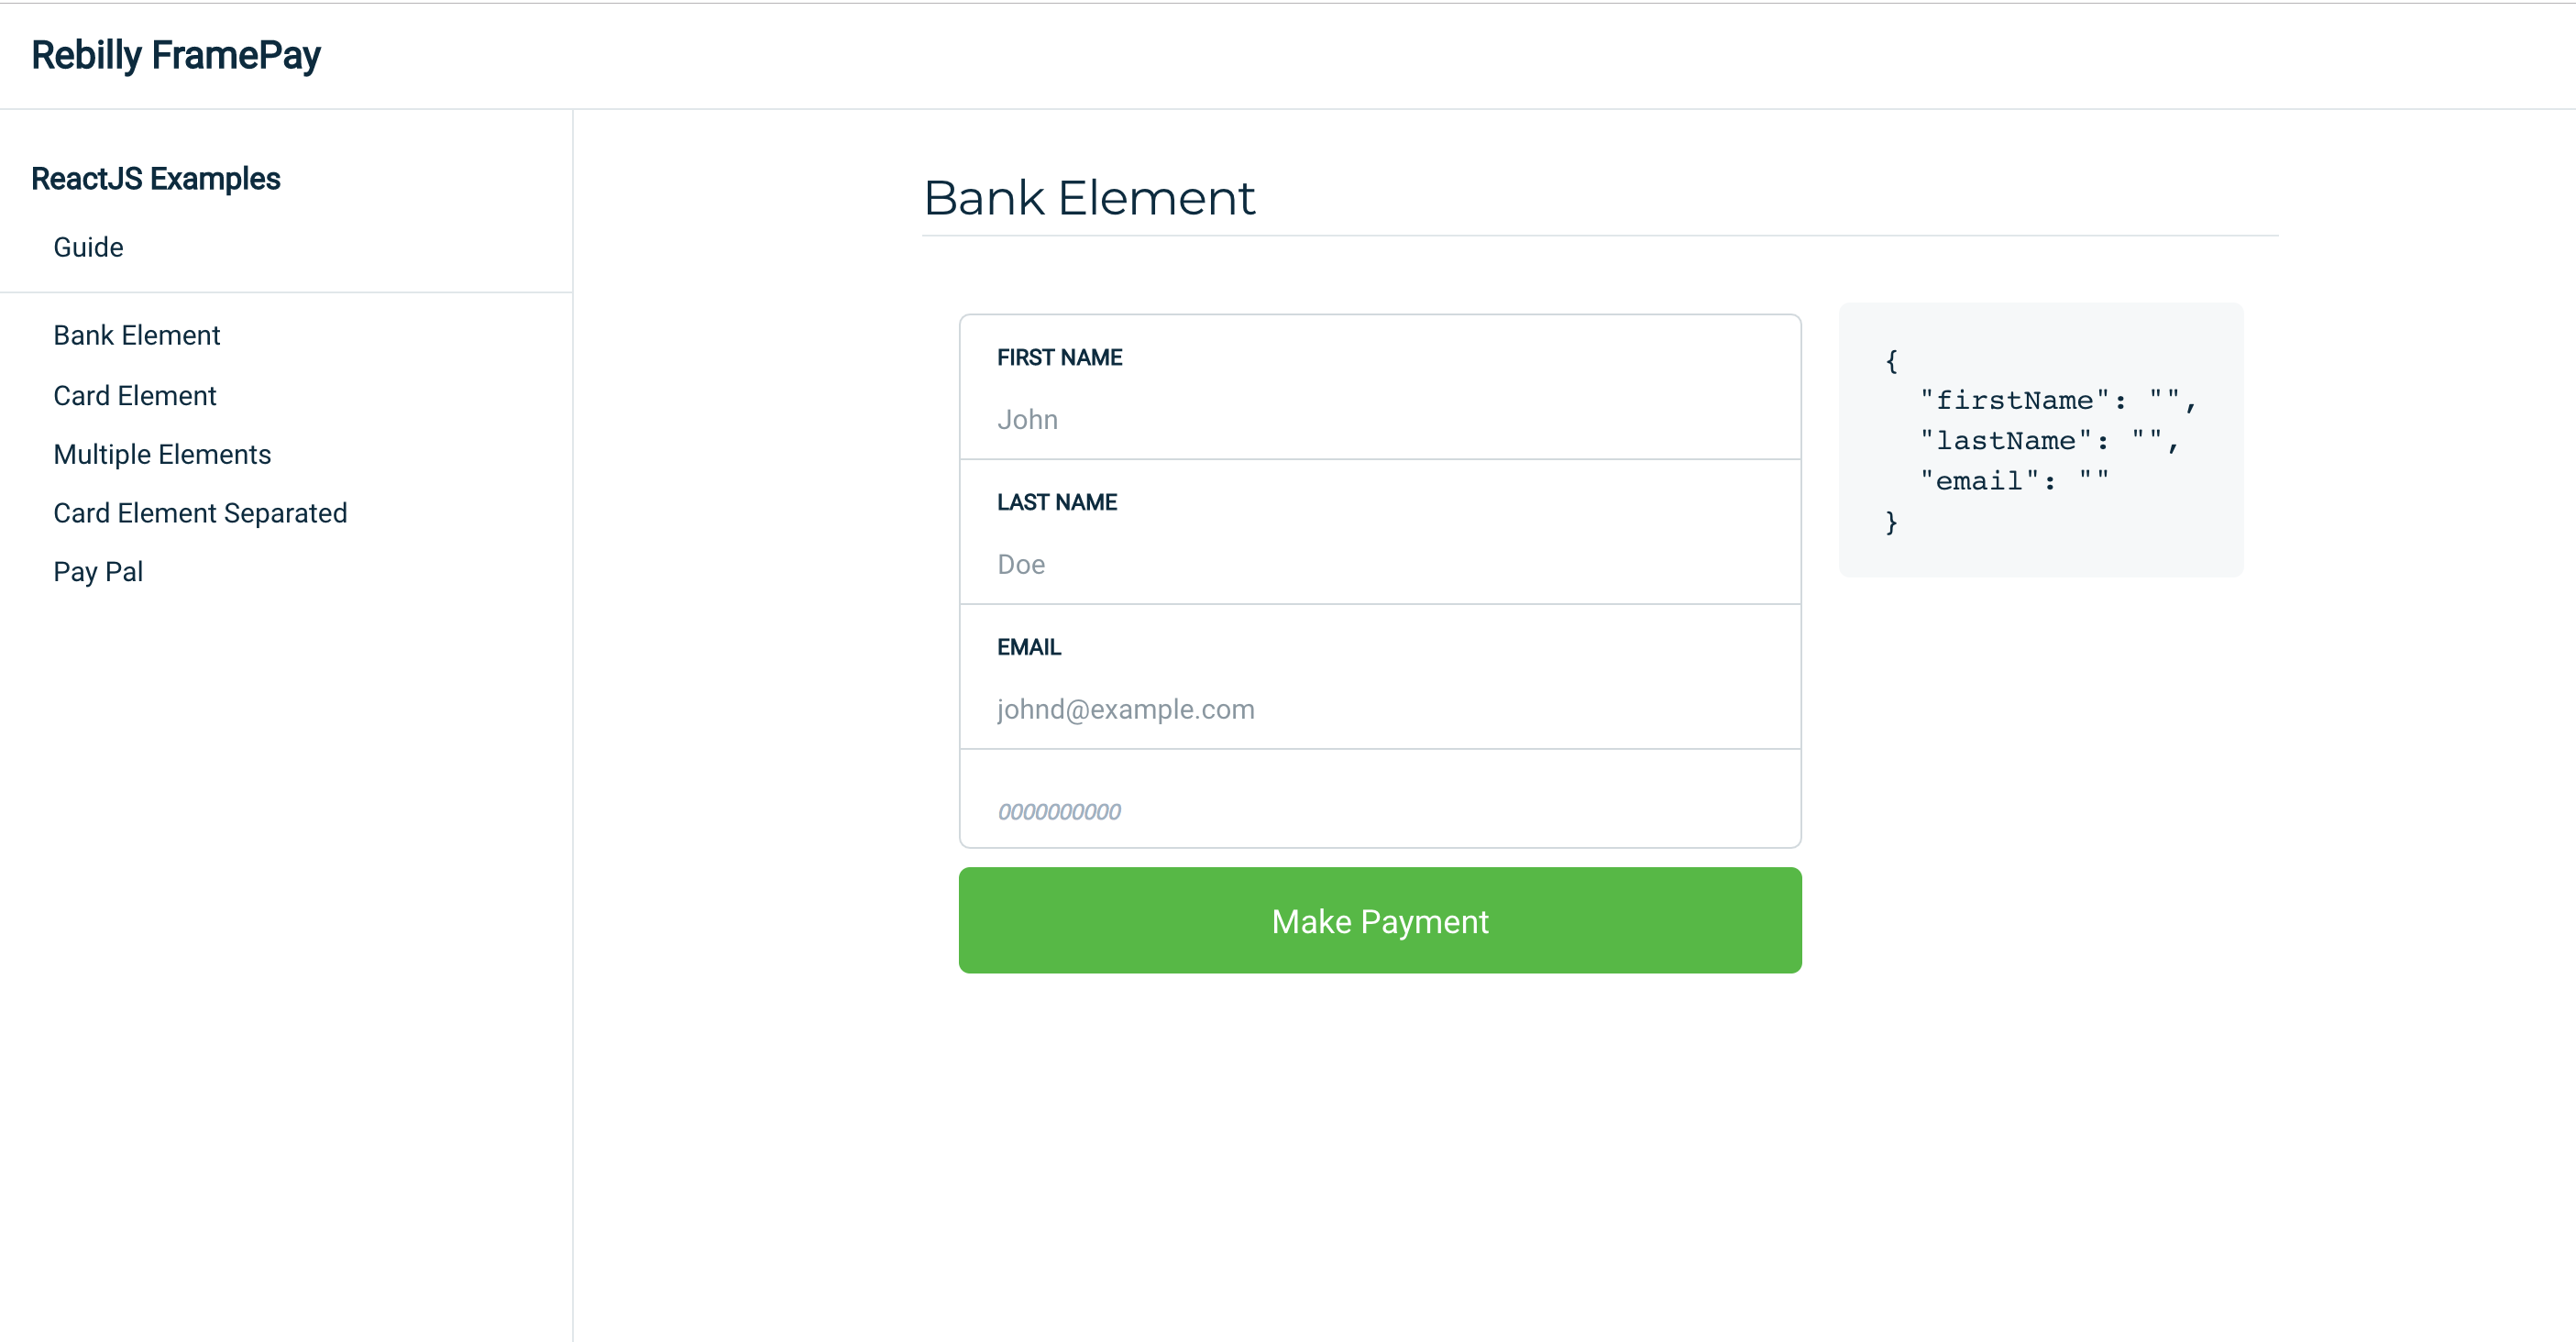 Rebilly FramePay
ReactJS Examples
Guide
Bank Element
Card Element
Multiple Elements
Card Element Separated
Pay Pal
Bank Element
FIRST NAME
John
LAST NAME
Doe
EMAIL
johnd@example.com
0000000000
Make Payment
{
"firstName": "",
"lastName": "",
"email": ""
}